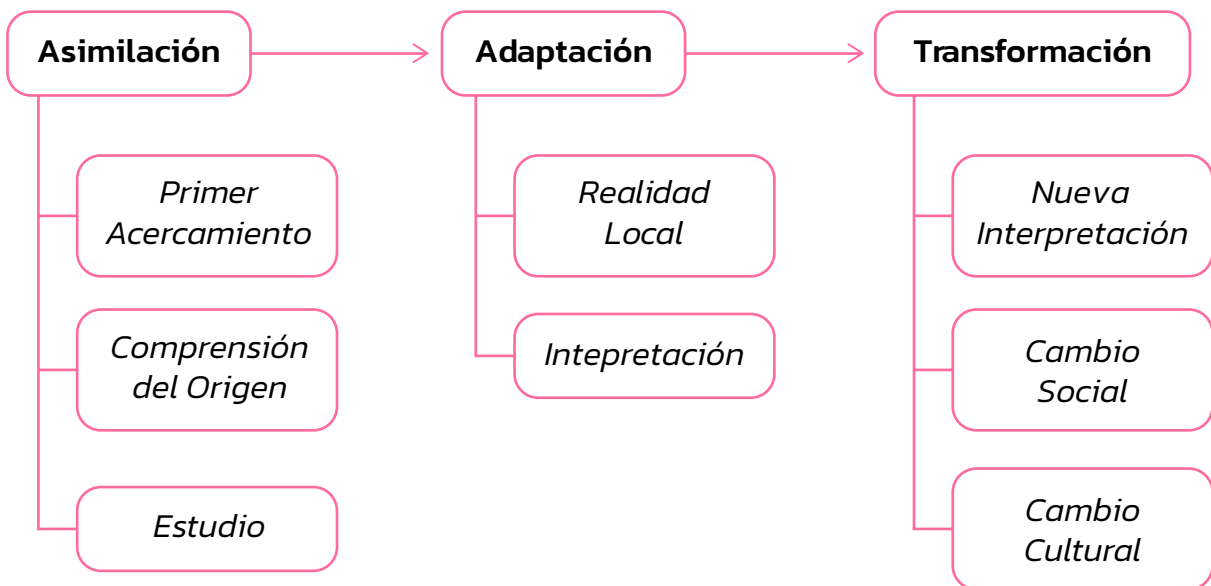 Asimilación
Primer
Acercamiento
Comprensión
del Origen
Estudio
Adaptación
Realidad
Local
Intepretación
Transformación
Nueva
Interpretación
Cambio
Social
Cambio
Cultural